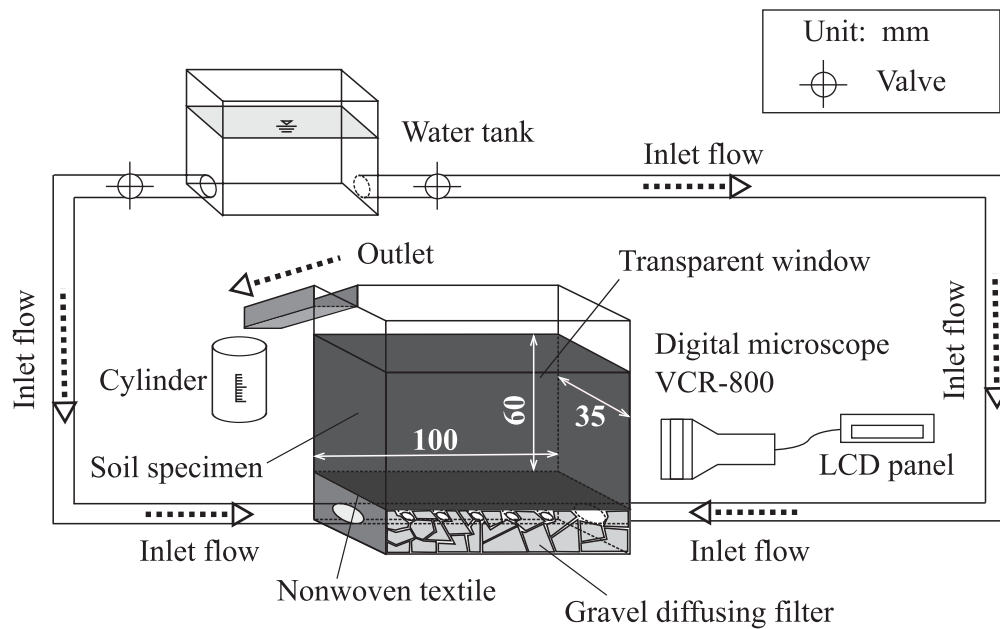 Unit: mm
Valve
Water tank
Inlet flow
Outlet
Transparent window
Inlet flow
Inlet flow
Digital microscope
VCR-800
Cylinder
60
35
100
Soil specimen
LCD panel
Inlet flow
Inlet flow
Nonwoven textile
Gravel diffusing filter